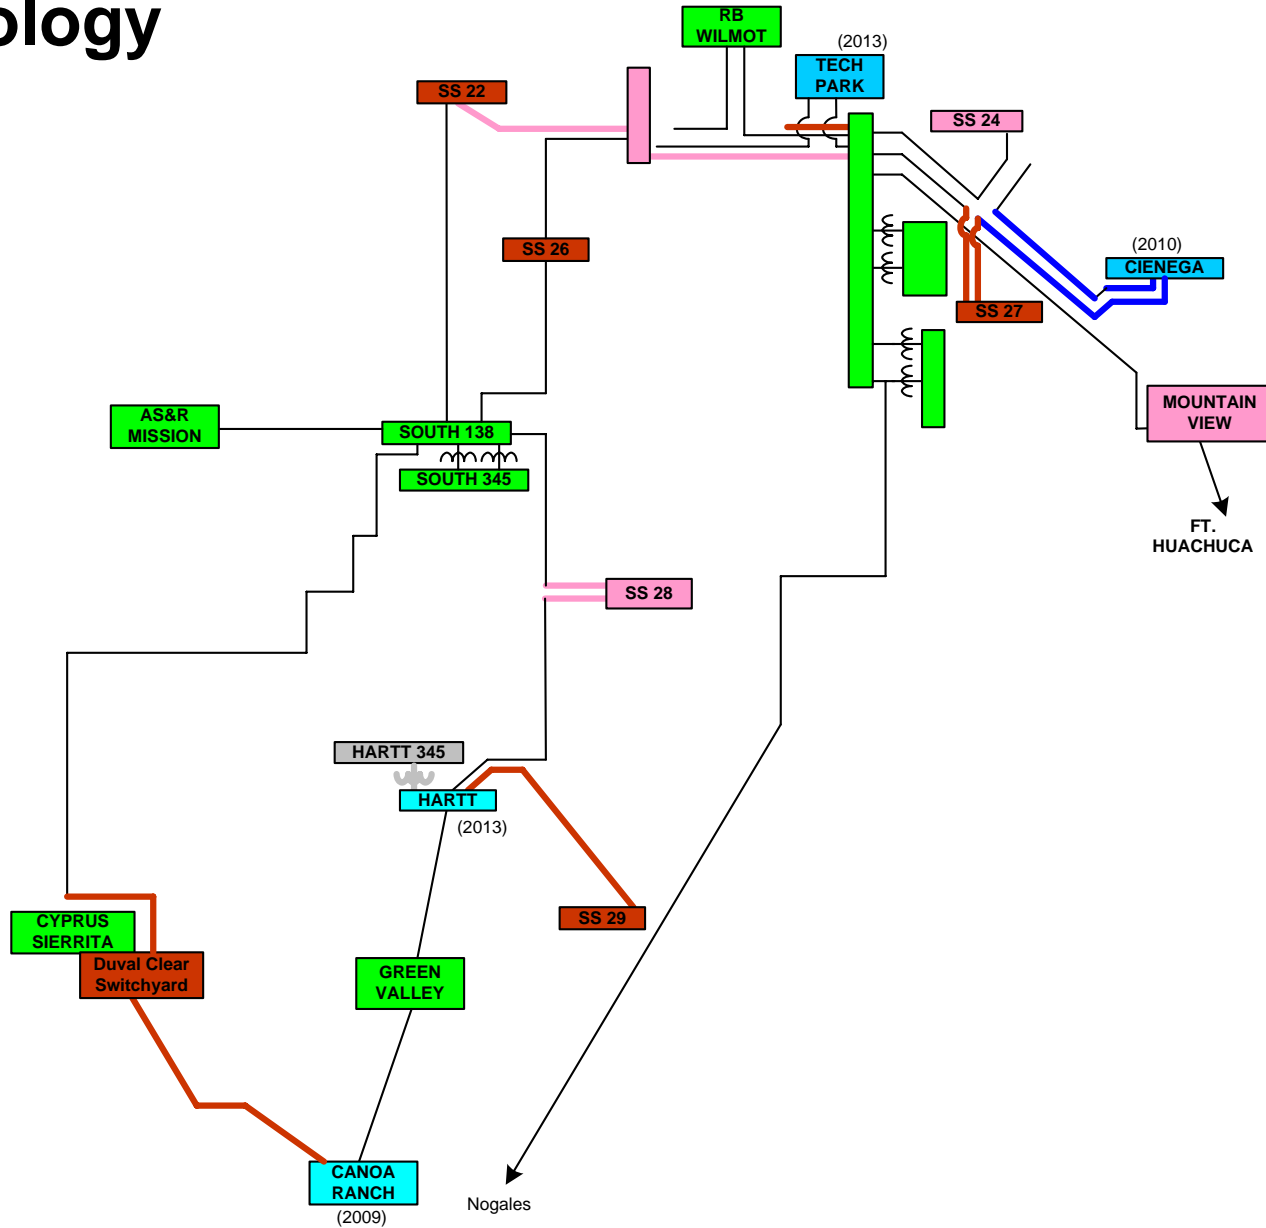 ology
RB
WILMOT
(2013)
TECH
PARK
SS 22
SS 24
SS 26
(2010)
CIENEGA
SS 27
MOUNTAIN
VIEW
AS&R
MISSION
SOUTH 138
SOUTH 345
FT.
HUACHUCA
SS 28
HARTT 345
HARTT
(2013)
SS 29
CYPRUS
SIERRITA
Duval Clear
Switchyard
GREEN
VALLEY
CANOA
RANCH
(2009)
Nogales